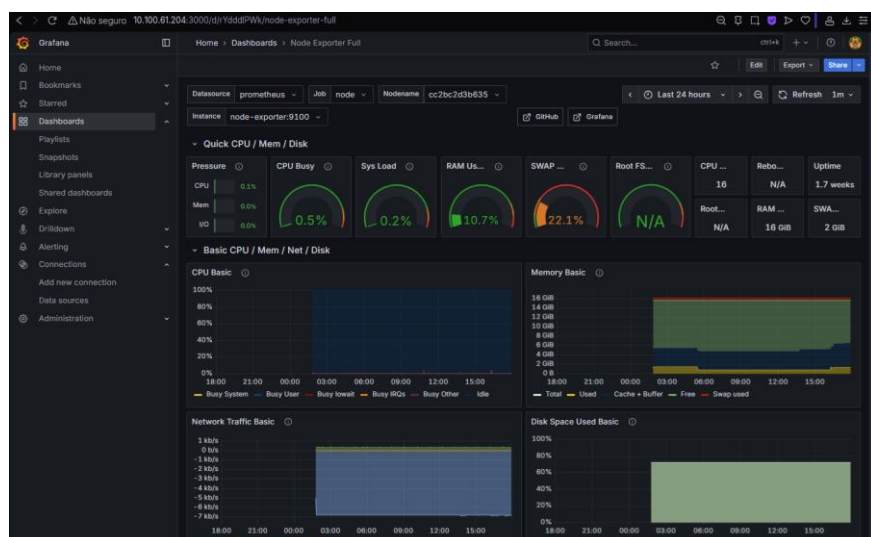 Não seguro 10.100.61.204:3000/d/rYdddlPWk/node-exporter-full
Grafana
Home > Dashboards > Node Exporter Full
Search...
ctrl+k
Home
Bookmarks
Starred
Dashboards
Playlists
Snapshots
Library panels
Shared dashboards
Explore
Drilldown
Alerting
Connections
Add new connection
Data sources
Administration
Edit
Export
Share
Datasource prometheus
Job node
Nodename cc2bc2d3b635
Last 24 hours
Refresh 1m
Instance node-exporter:9100
GitHub
Grafana
Quick CPU / Mem / Disk
Pressure
CPU 0.1%
Mem 0.0%
I/O 0.0%
CPU Busy
0.5%
Sys Load
0.2%
RAM Us...
10.7%
SWAP ...
22.1%
Root FS...
N/A
CPU ...
16
Rebo...
N/A
Uptime
1.7 weeks
Root...
N/A
RAM ...
16 GiB
SWA...
2 GiB
Basic CPU / Mem / Net / Disk
CPU Basic
100%
80%
60%
40%
20%
0%
18:00 21:00 00:00 03:00 06:00 09:00 12:00 15:00
Busy System Busy User Busy Iowait Busy IRQs Busy Other Idle
Memory Basic
16 GiB
14 GiB
12 GiB
10 GiB
8 GiB
6 GiB
4 GiB
2 GiB
0 B
18:00 21:00 00:00 03:00 06:00 09:00 12:00 15:00
Total Used Cache + Buffer Free Swap used
Network Traffic Basic
1 kb/s
0 b/s
-1 kb/s
-2 kb/s
-3 kb/s
-4 kb/s
-5 kb/s
-6 kb/s
-7 kb/s
18:00 21:00 00:00 03:00 06:00 09:00 12:00 15:00
Disk Space Used Basic
100%
80%
60%
40%
20%
0%
18:00 21:00 00:00 03:00 06:00 09:00 12:00 15:00